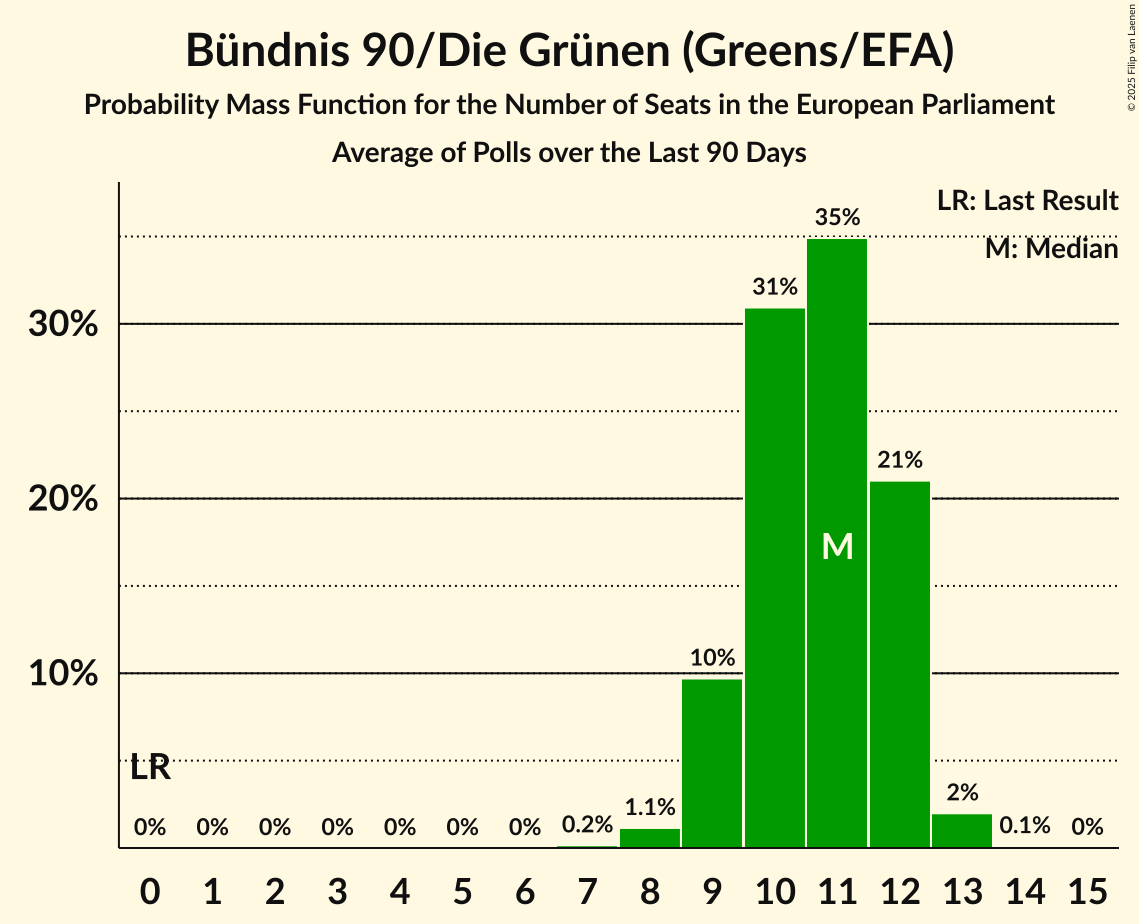 Bündnis 90/Die Grünen (Greens/EFA)
Probability Mass Function for the Number of Seats in the European Parliament
Average of Polls over the Last 90 Days
© 2025 Filip van Laenen
LR: Last Result
M: Median
35%
31%
30%
21%
20%
M
10%
10%
LR
0% 0% 0% 0% 0% 0% 0% 0.2% 1.1% 2% 0.1% 0%
0 1 2 3 4 5 6 7 8 9 10 11 12 13 14 15